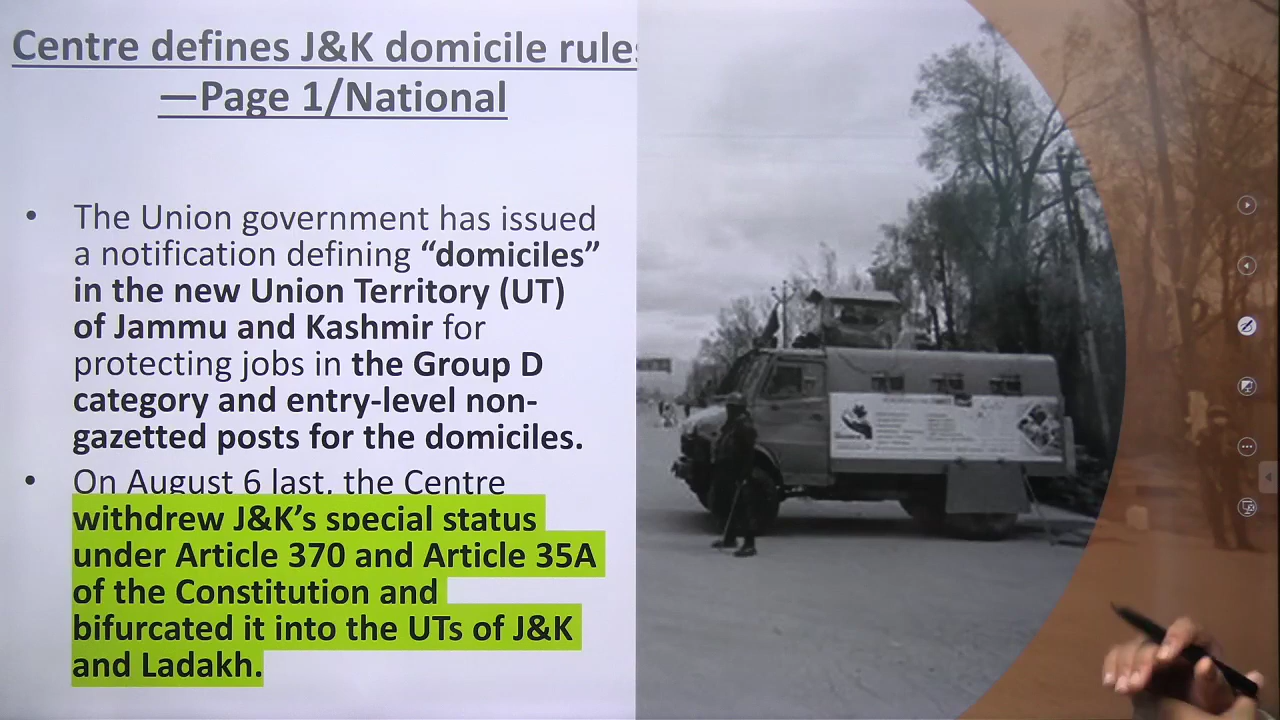 Centre defines J&K domicile rules
—Page 1/National
• The Union government has issued
a notification defining “domiciles”
in the new Union Territory (UT)
of Jammu and Kashmir for
protecting jobs in the Group D
category and entry-level non-
gazetted posts for the domiciles.
• On August 6 last, the Centre
withdrew J&K’s special status
under Article 370 and Article 35A
of the Constitution and
bifurcated it into the UTs of J&K
and Ladakh.